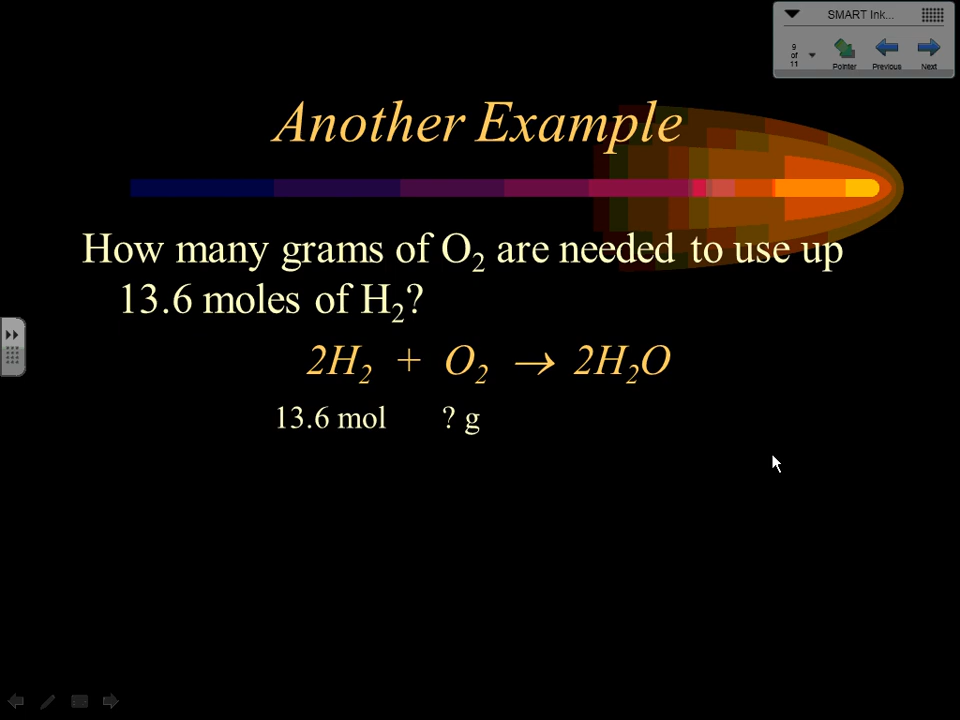 SMART Ink...
9
of
11
Pointer Previous Next
Another Example
How many grams of O₂ are needed to use up
13.6 moles of H₂?
2H₂ + O₂ → 2H₂O
13.6 mol ? g